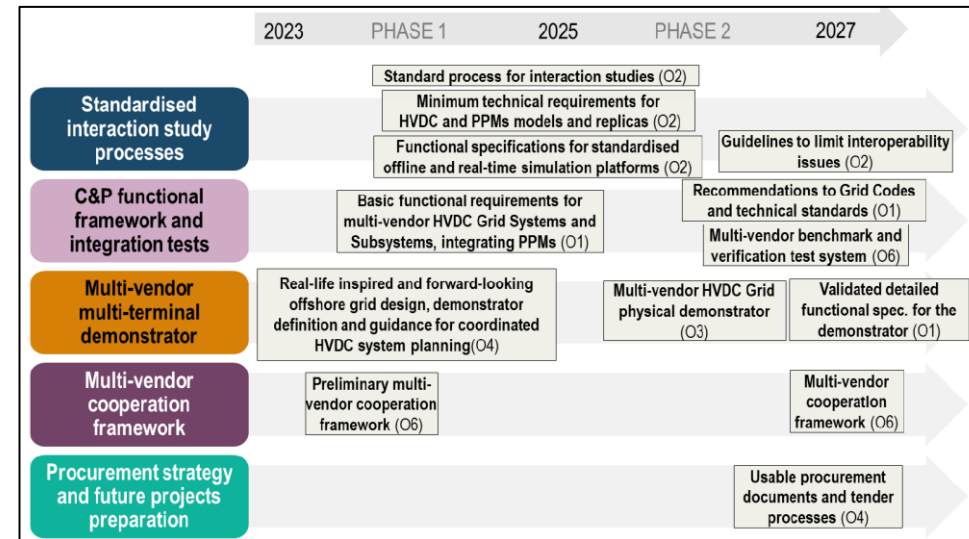 2023 PHASE 1 2025 PHASE 2 2027
Standardised
interaction study
processes
Standard process for interaction studies (O2)
Minimum technical requirements for
HVDC and PPMs models and replicas (O2)
Functional specifications for standardised
offline and real-time simulation platforms (O2)
Guidelines to limit interoperability
issues (O2)
C&P functional
framework and
integration tests
Basic functional requirements for
multi-vendor HVDC Grid Systems and
Subsystems, integrating PPMs (O1)
Recommendations to Grid Codes
and technical standards (O1)
Multi-vendor benchmark and
verification test system (O6)
Multi-vendor
multi-terminal
demonstrator
Real-life inspired and forward-looking
offshore grid design, demonstrator
definition and guidance for coordinated
HVDC system planning(O4)
Multi-vendor HVDC Grid
physical demonstrator
(O3)
Validated detailed
functional spec. for the
demonstrator (O1)
Multi-vendor
cooperation
framework
Preliminary multi-
vendor cooperation
framework (O6)
Multi-vendor
cooperation
framework (O6)
Procurement strategy
and future projects
preparation
Usable procurement
documents and tender
processes (O4)